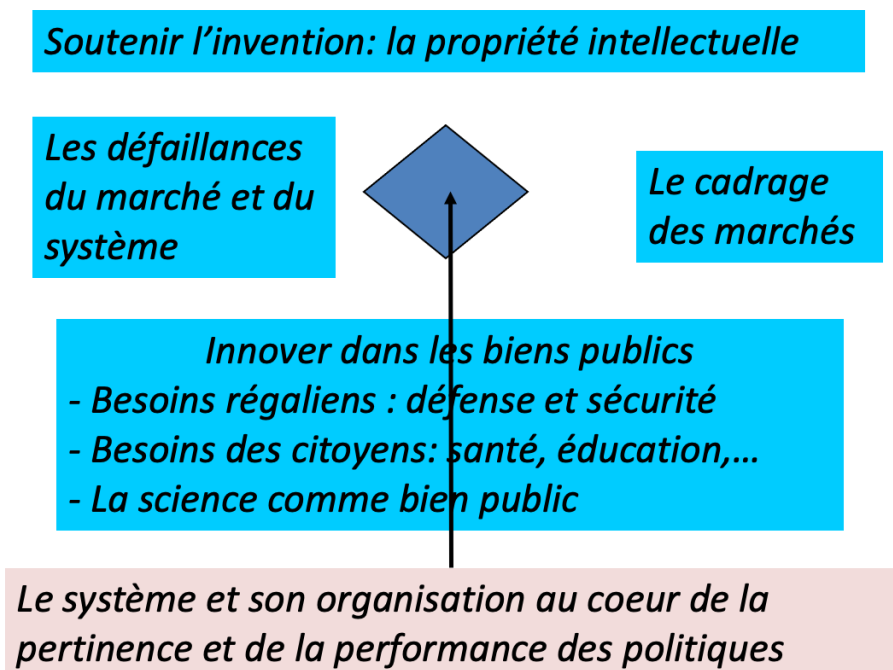 Soutenir l’invention: la propriété intellectuelle
Les défaillances
du marché et du
système
Le cadrage
des marchés
Innover dans les biens publics
- Besoins régaliens : défense et sécurité
- Besoins des citoyens: santé, éducation,…
- La science comme bien public
Le système et son organisation au coeur de la
pertinence et de la performance des politiques